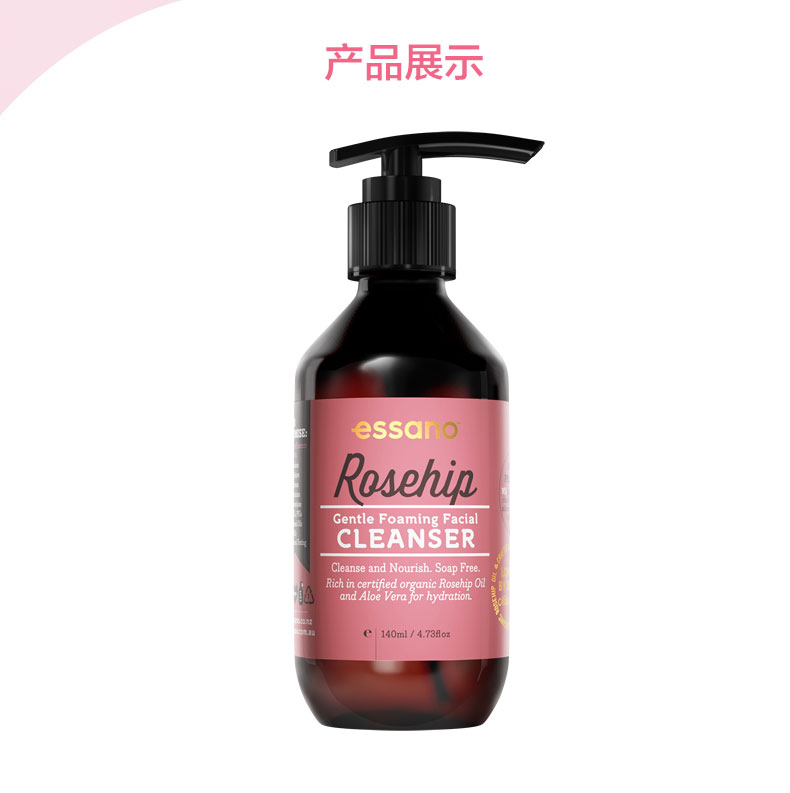 产品展示
essano
Rosehip
Gentle Foaming Facial
CLEANSER
Cleanse and Nourish. Soap Free.
Rich in certified organic Rosehip Oil
and Aloe Vera for hydration.
e 140ml / 4.73floz